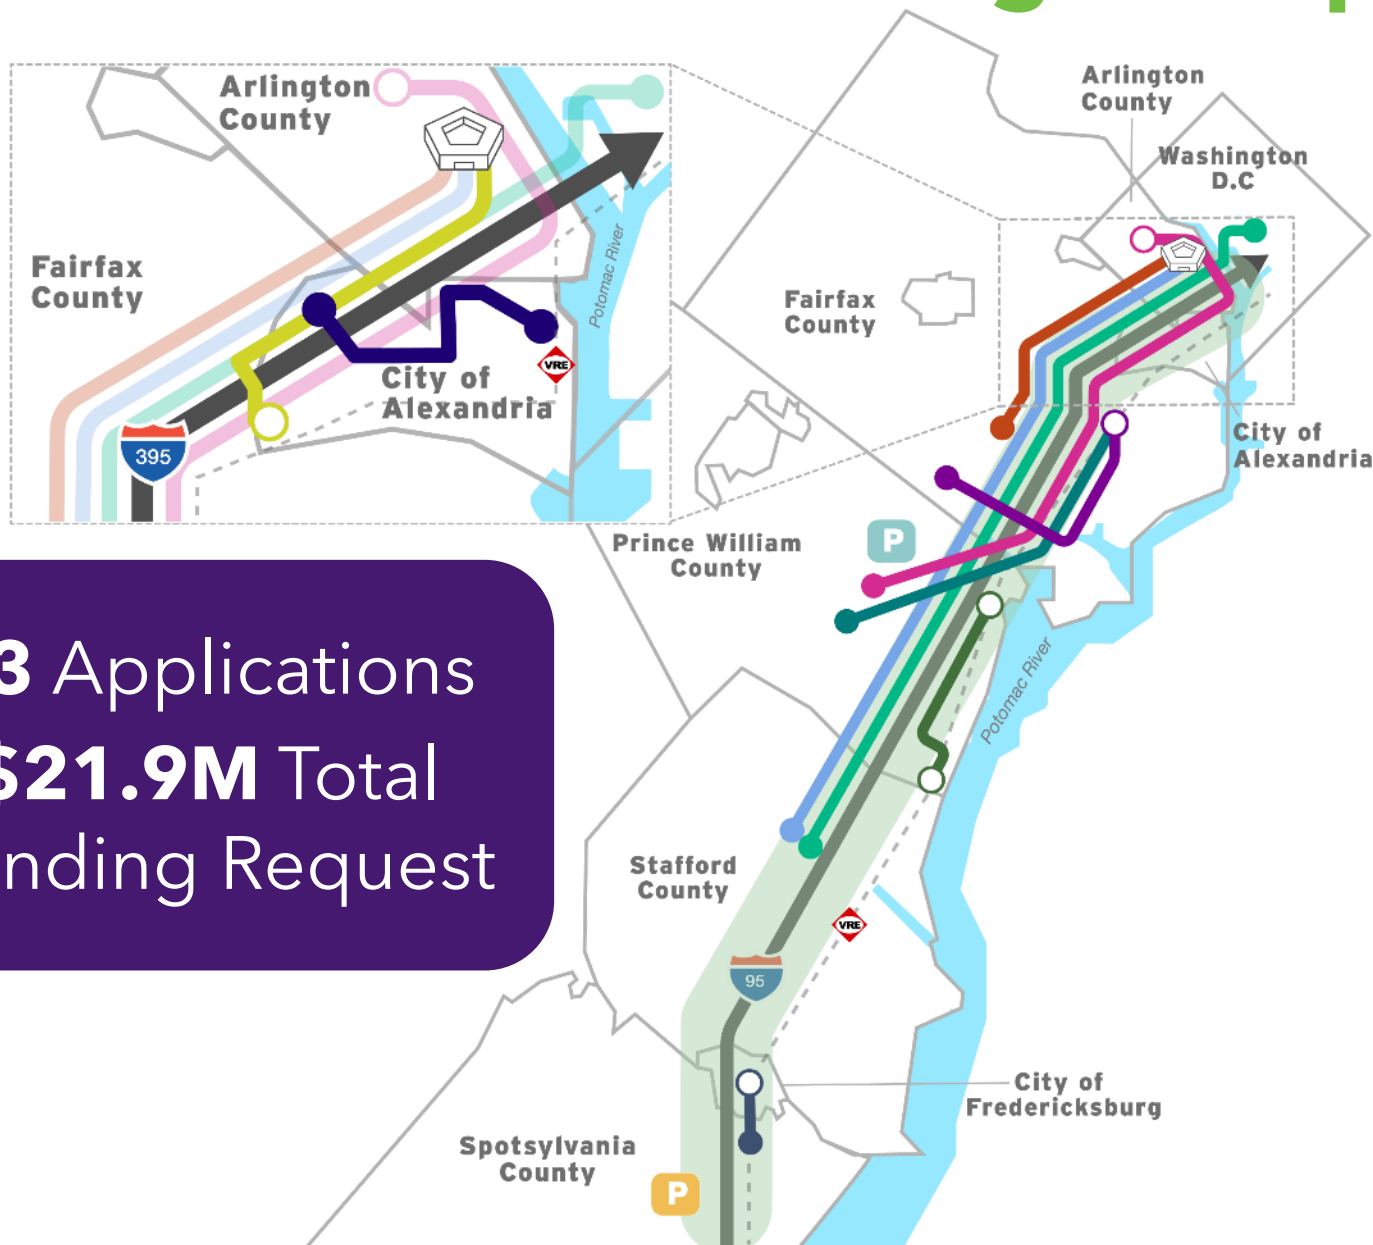 Arlington
County
Fairfax
County
Potomac River
VRE
City of
Alexandria
395
Arlington
County
Washington
D.C
Fairfax
County
City of
Alexandria
P
Prince William
County
3 Applications
$21.9M Total
nding Request
Potomac River
Stafford
County
VRE
95
City of
Fredericksburg
Spotsylvania
County
P